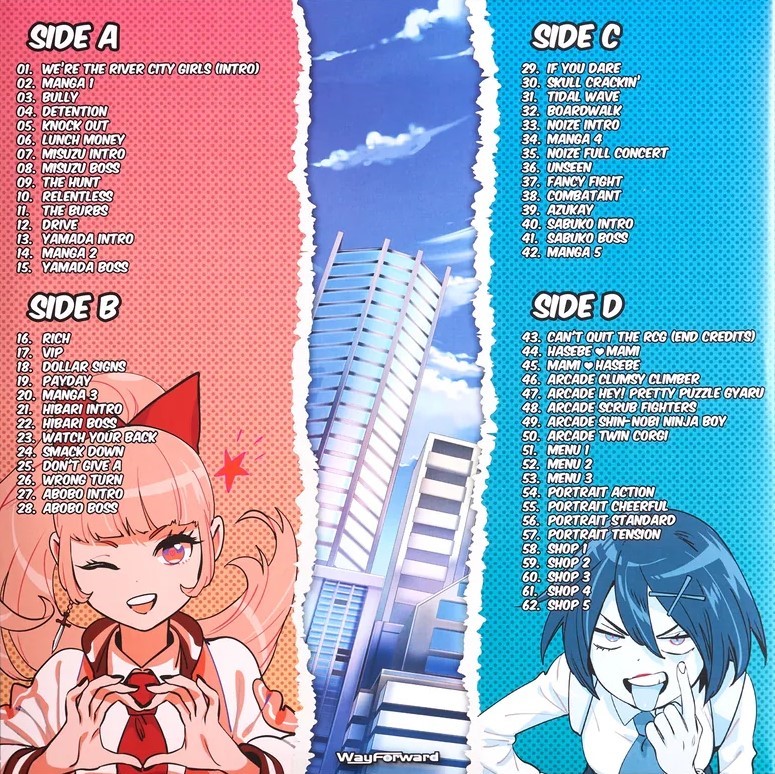 SIDE A
01. WE'RE THE RIVER CITY GIRLS (INTRO)
02. MANGA 1
03. BULLY
04. DETENTION
05. KNOCK OUT
06. LUNCH MONEY
07. MISUZU INTRO
08. MISUZU BOSS
09. THE HUNT
10. RELENTLESS
11. THE BURBS
12. DRIVE
13. YAMADA INTRO
14. MANGA 2
15. YAMADA BOSS
SIDE B
16. RICH
17. VIP
18. DOLLAR SIGNS
19. PAYDAY
20. MANGA 3
21. HIBARI INTRO
22. HIBARI BOSS
23. WATCH YOUR BACK
24. SMACK DOWN
25. DON'T GIVE A
26. WRONG TURN
27. ABOBO INTRO
28. ABOBO BOSS
SIDE C
29. IF YOU DARE
30. SKULL CRACKIN'
31. TIDAL WAVE
32. BOARDWALK
33. NOIZE INTRO
34. MANGA 4
35. NOIZE FULL CONCERT
36. UNSEEN
37. FANCY FIGHT
38. COMBATANT
39. AZUKAY
40. SABUKO INTRO
41. SABUKO BOSS
42. MANGA 5
SIDE D
43. CAN'T QUIT THE RCG (END CREDITS)
44. HASEBE ♥ MAMI
45. MAMI ♥ HASEBE
46. ARCADE CLUMSY CLIMBER
47. ARCADE HEY! PRETTY PUZZLE GYARU
48. ARCADE SCRUB FIGHTERS
49. ARCADE SHIN-NOBI NINJA BOY
50. ARCADE TWIN CORGI
51. MENU 1
52. MENU 2
53. MENU 3
54. PORTRAIT ACTION
55. PORTRAIT CHEERFUL
56. PORTRAIT STANDARD
57. PORTRAIT TENSION
58. SHOP 1
59. SHOP 2
60. SHOP 3
61. SHOP 4
62. SHOP 5
WayForward